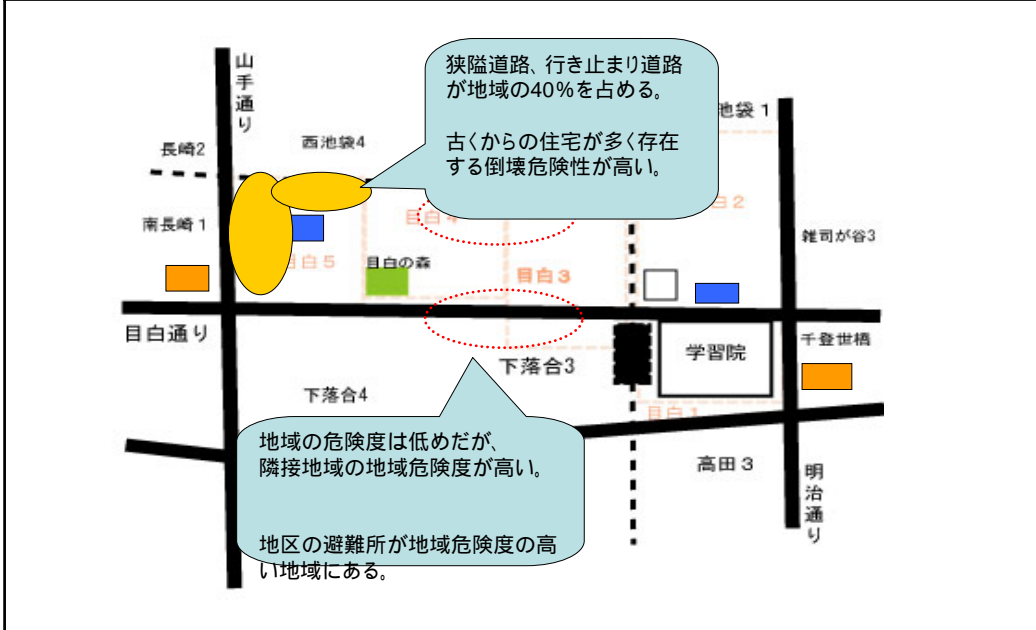 山手通り
狭隘道路、行き止まり道路
が地域の40％を占める。
古くからの住宅が多く存在
する倒壊危険性が高い。
池袋1
長崎2
西池袋4
南長崎1
目白4
白2
雑司が谷3
目白5
目白の森
目白3
目白通り
学習院
千登世橋
下落合3
下落合4
目白1
地域の危険度は低めだが、
隣接地域の地域危険度が高い。
地区の避難所が地域危険度の高
い地域にある。
高田3
明治通り